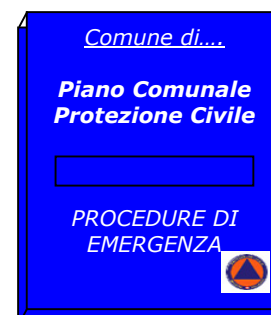 Comune di….
Piano Comunale
Protezione Civile
PROCEDURE DI
EMERGENZA